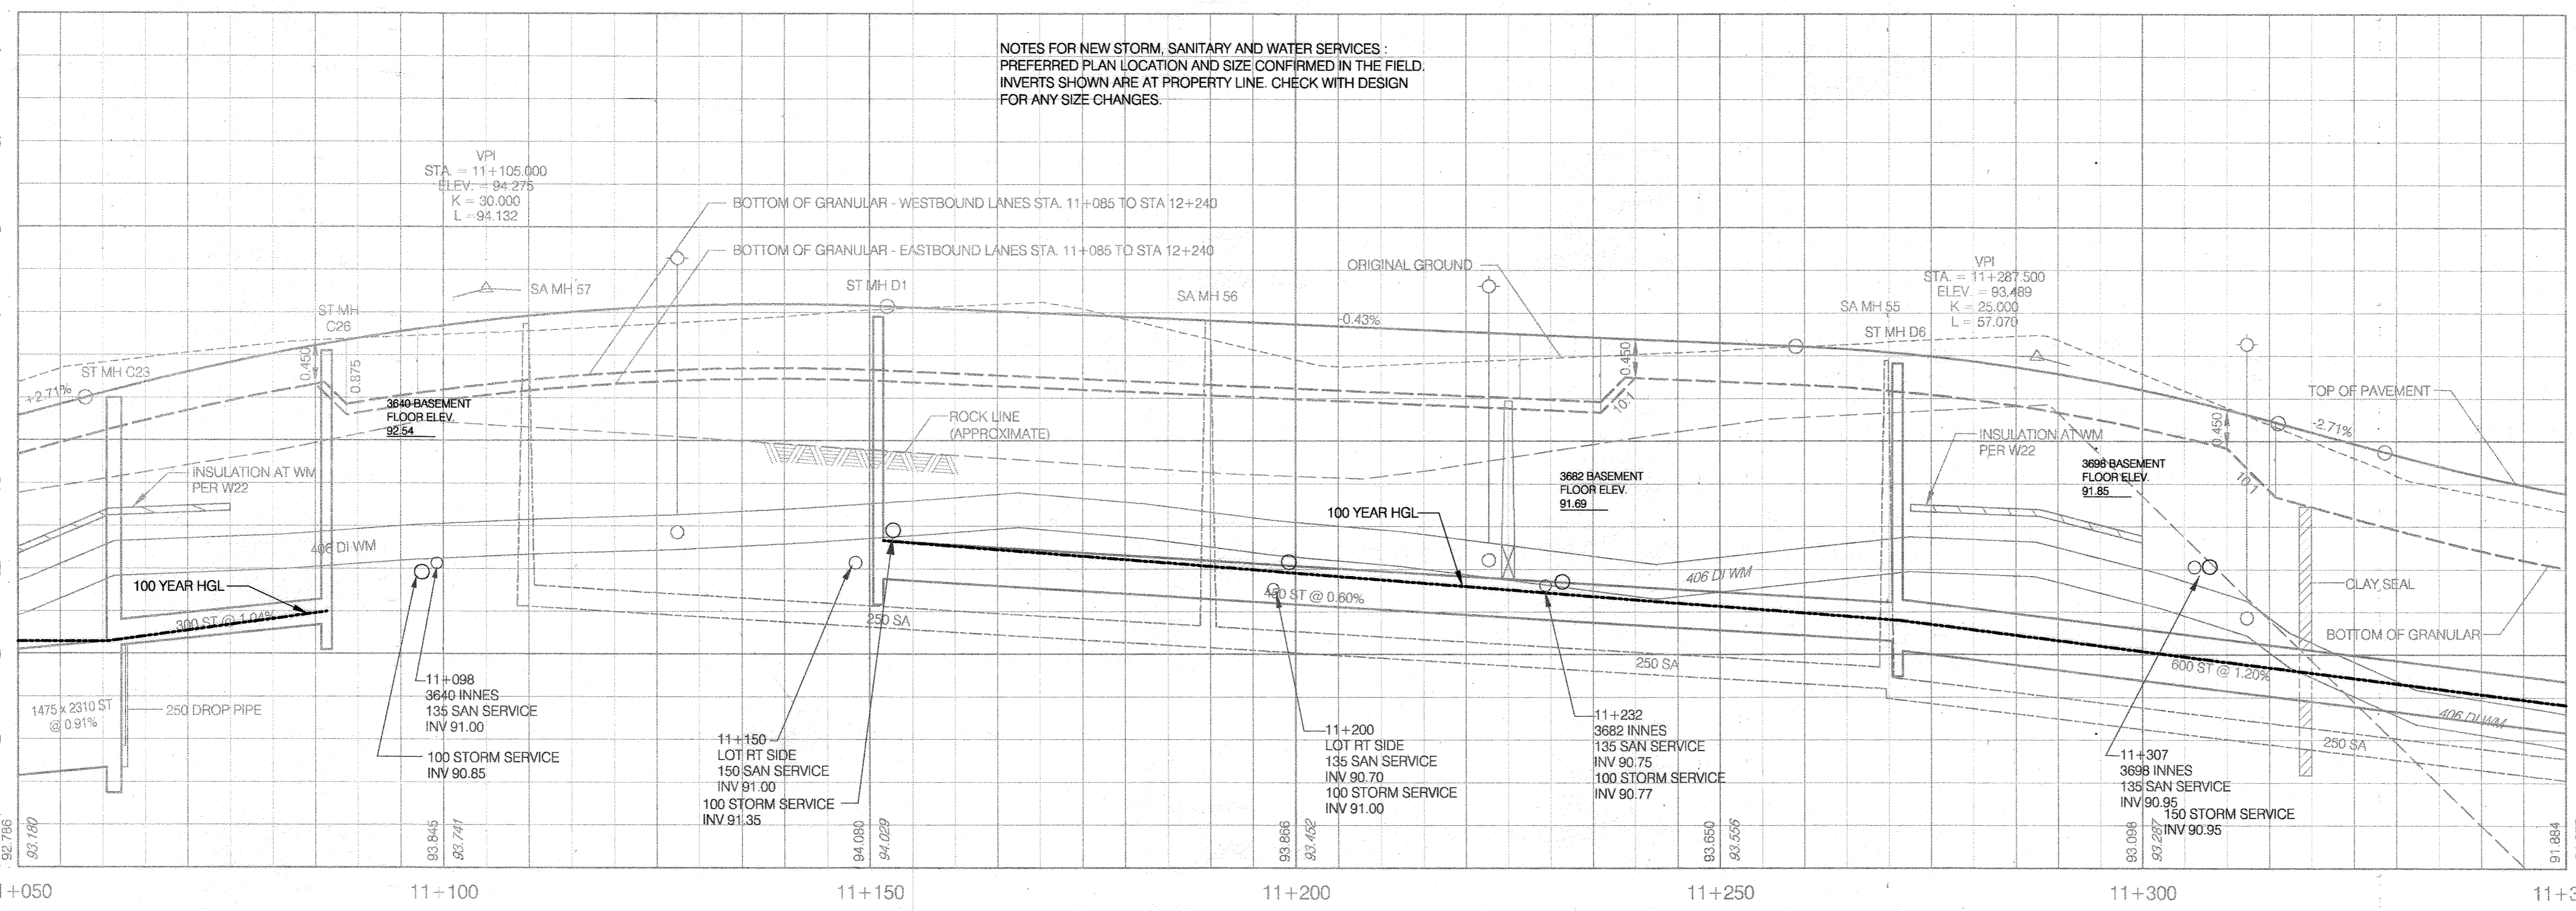 NOTES FOR NEW STORM, SANITARY AND WATER SERVICES :
PREFERRED PLAN LOCATION AND SIZE CONFIRMED IN THE FIELD.
INVERTS SHOWN ARE AT PROPERTY LINE. CHECK WITH DESIGN
FOR ANY SIZE CHANGES.
VPI
STA. = 11+105.000
ELEV. = 94.275
K = 30.000
L = 94.132
BOTTOM OF GRANULAR - WESTBOUND LANES STA. 11+085 TO STA 12+240
BOTTOM OF GRANULAR - EASTBOUND LANES STA. 11+085 TO STA 12+240
ORIGINAL GROUND
VPI
STA. = 11+287.500
ELEV. = 93.489
K = 25.000
L = 57.070
SA MH 57
ST MH D1
SA MH 56
SA MH 55
ST MH D6
ST MH
C26
-0.43%
0.450
0.875
0.450
10:1
ST MH C23
+2.71%
3640 BASEMENT
FLOOR ELEV.
92.54
ROCK LINE
(APPROXIMATE)
TOP OF PAVEMENT
-2.71%
0.450
10:1
INSULATION AT WM
PER W22
INSULATION AT WM
PER W22
3682 BASEMENT
FLOOR ELEV.
91.69
3698 BASEMENT
FLOOR ELEV.
91.85
100 YEAR HGL
406 DI WM
100 YEAR HGL
300 ST @ 1.04%
406 DI WM
450 ST @ 0.60%
250 SA
CLAY SEAL
BOTTOM OF GRANULAR
250 SA
600 ST @ 1.20%
406 DI WM
250 SA
1475 x 2310 ST
@ 0.91%
250 DROP PIPE
11+098
3640 INNES
135 SAN SERVICE
INV 91.00
100 STORM SERVICE
INV 90.85
11+150
LOT RT SIDE
150 SAN SERVICE
INV 91.00
100 STORM SERVICE
INV 91.35
11+200
LOT RT SIDE
135 SAN SERVICE
INV 90.70
100 STORM SERVICE
INV 91.00
11+232
3682 INNES
135 SAN SERVICE
INV 90.75
100 STORM SERVICE
INV 90.77
11+307
3698 INNES
135 SAN SERVICE
INV 90.95
150 STORM SERVICE
INV 90.95
92.786
93.180
93.845
93.741
94.080
94.029
93.866
93.452
93.650
93.556
93.098
93.287
91.884
1+050
11+100
11+150
11+200
11+250
11+300
11+3